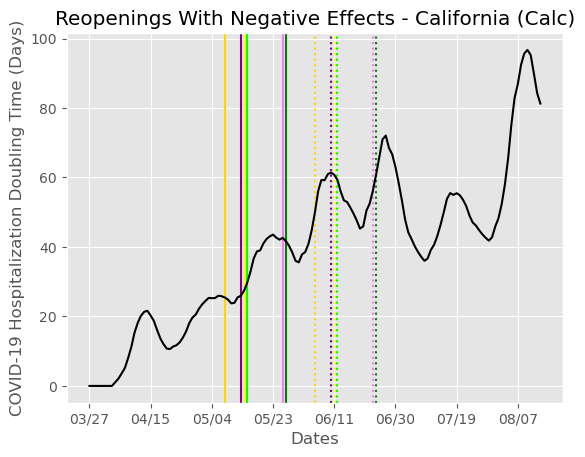 Reopenings With Negative Effects - California (Calc)
COVID-19 Hospitalization Doubling Time (Days)
100
80
60
40
20
0
03/27 04/15 05/04 05/23 06/11 06/30 07/19 08/07
Dates